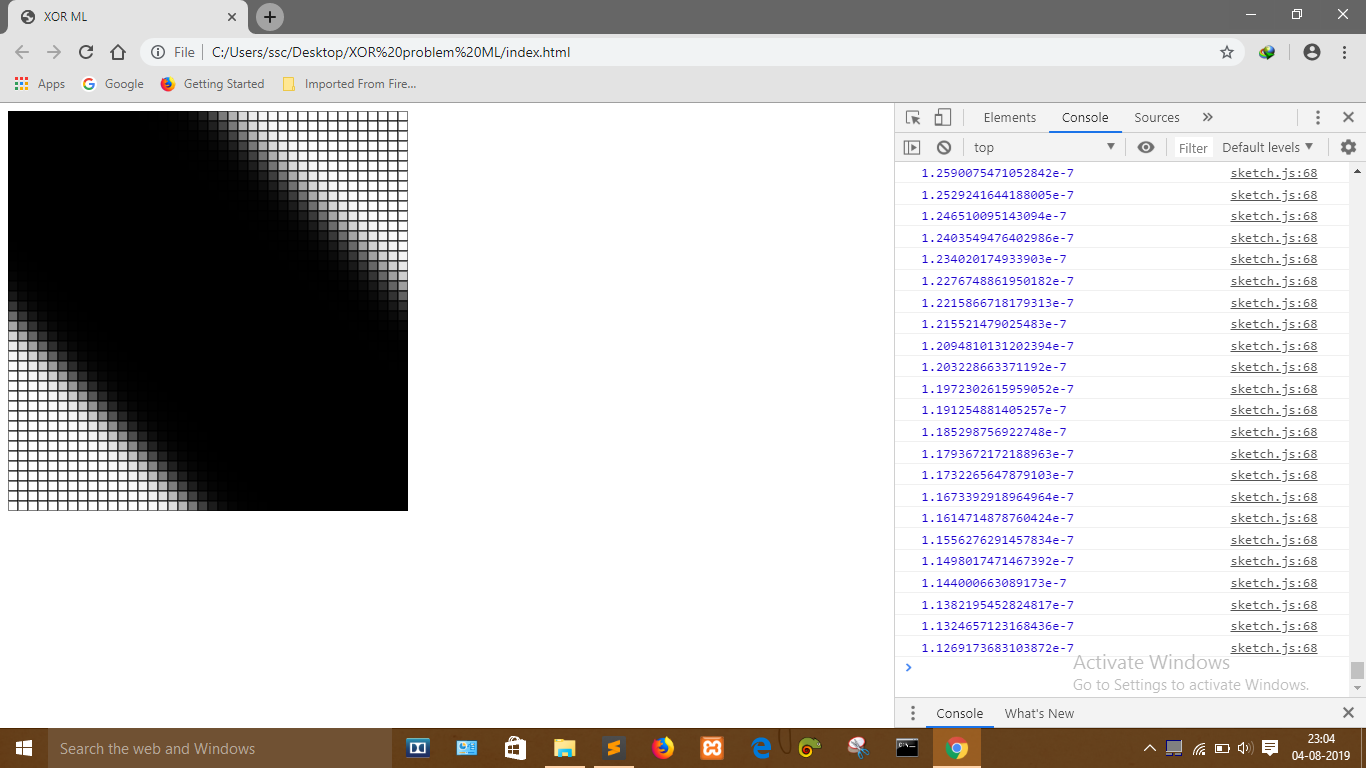 XOR ML
File C:/Users/ssc/Desktop/XOR%20problem%20ML/index.html
Apps Google Getting Started Imported From Fire...
Elements Console Sources »
top Filter Default levels
1.2590075471052842e-7 sketch.js:68
1.2529241644188005e-7 sketch.js:68
1.246510095143094e-7 sketch.js:68
1.2403549476402986e-7 sketch.js:68
1.234020174933903e-7 sketch.js:68
1.2276748861950182e-7 sketch.js:68
1.2215866718179313e-7 sketch.js:68
1.215521479025483e-7 sketch.js:68
1.2094810131202394e-7 sketch.js:68
1.203228663371192e-7 sketch.js:68
1.1972302615959052e-7 sketch.js:68
1.191254881405257e-7 sketch.js:68
1.185298756922748e-7 sketch.js:68
1.1793672172188963e-7 sketch.js:68
1.1732265647879103e-7 sketch.js:68
1.1673392918964964e-7 sketch.js:68
1.1614714878760424e-7 sketch.js:68
1.1556276291457834e-7 sketch.js:68
1.1498017471467392e-7 sketch.js:68
1.144000663089173e-7 sketch.js:68
1.1382195452824817e-7 sketch.js:68
1.1324657123168436e-7 sketch.js:68
1.1269173683103872e-7 sketch.js:68
Activate Windows
Go to Settings to activate Windows.
Console What's New
Search the web and Windows
23:04
04-08-2019